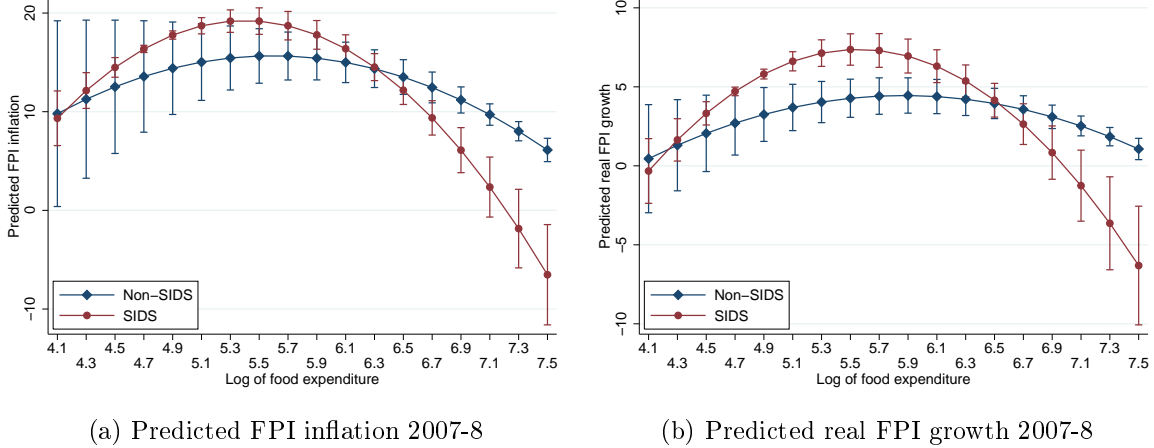 20
10
0
−10
Predicted FPI inflation
Non−SIDS
SIDS
4.1 4.5 4.9 5.3 5.7 6.1 6.5 6.9 7.3
4.3 4.7 5.1 5.5 5.9 6.3 6.7 7.1 7.5
Log of food expenditure
(a) Predicted FPI inflation 2007-8
10
5
0
−5
−10
Predicted real FPI growth
Non−SIDS
SIDS
4.1 4.5 4.9 5.3 5.7 6.1 6.5 6.9 7.3
4.3 4.7 5.1 5.5 5.9 6.3 6.7 7.1 7.5
Log of food expenditure
(b) Predicted real FPI growth 2007-8